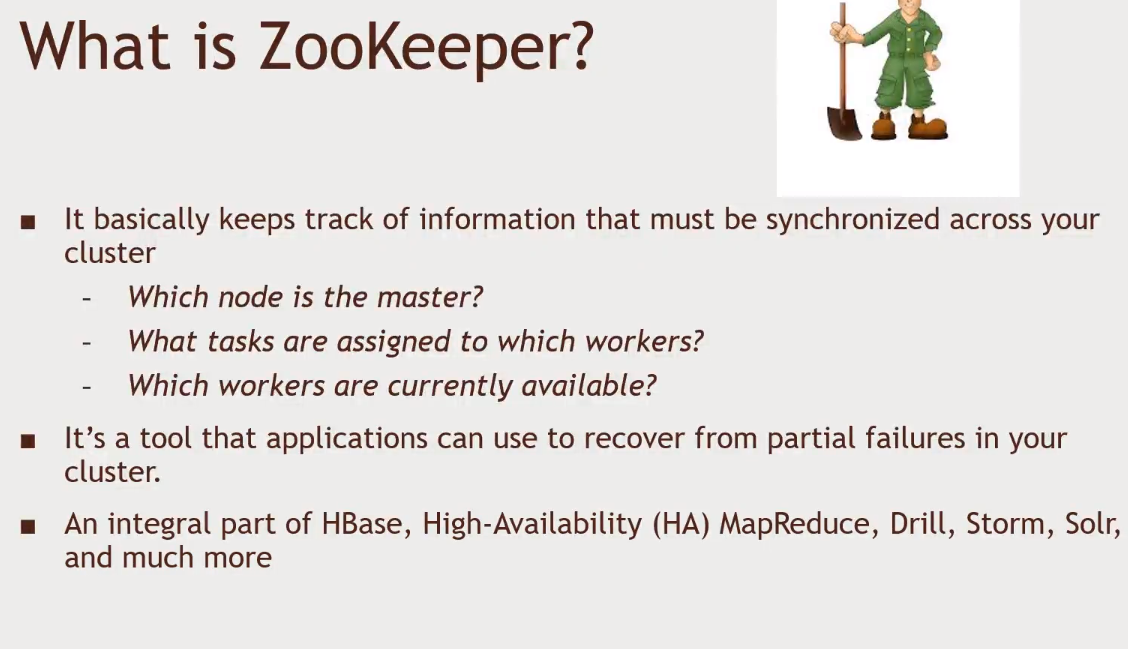 What is ZooKeeper?
■ It basically keeps track of information that must be synchronized across your
cluster
- Which node is the master?
- What tasks are assigned to which workers?
- Which workers are currently available?
■ It’s a tool that applications can use to recover from partial failures in your
cluster.
■ An integral part of HBase, High-Availability (HA) MapReduce, Drill, Storm, Solr,
and much more